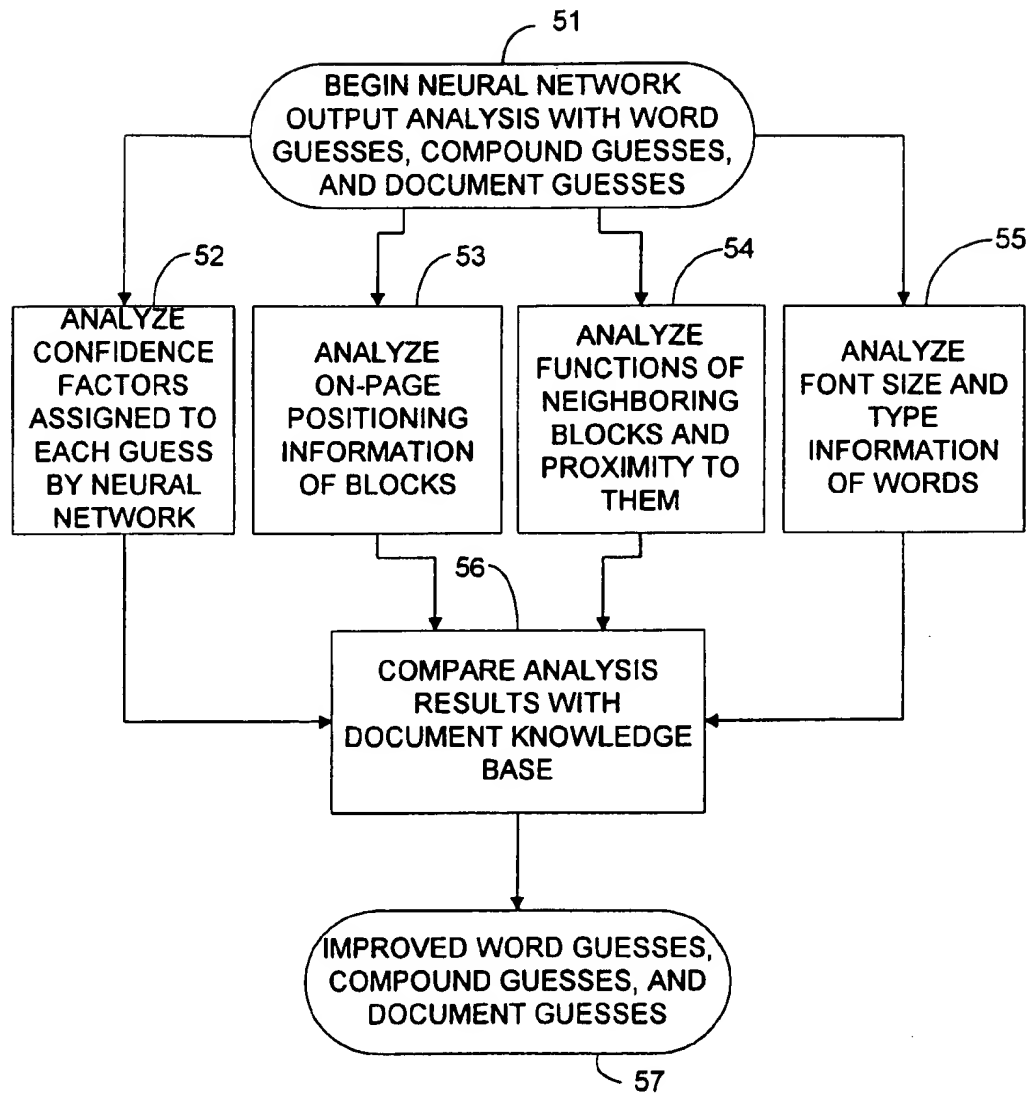 51
BEGIN NEURAL NETWORK
OUTPUT ANALYSIS WITH WORD
GUESSES, COMPOUND GUESSES,
AND DOCUMENT GUESSES
52
ANALYZE
CONFIDENCE
FACTORS
ASSIGNED TO
EACH GUESS
BY NEURAL
NETWORK
53
ANALYZE
ON-PAGE
POSITIONING
INFORMATION
OF BLOCKS
54
ANALYZE
FUNCTIONS OF
NEIGHBORING
BLOCKS AND
PROXIMITY TO
THEM
55
ANALYZE
FONT SIZE AND
TYPE
INFORMATION
OF WORDS
56
COMPARE ANALYSIS
RESULTS WITH
DOCUMENT KNOWLEDGE
BASE
IMPROVED WORD GUESSES,
COMPOUND GUESSES, AND
DOCUMENT GUESSES
57